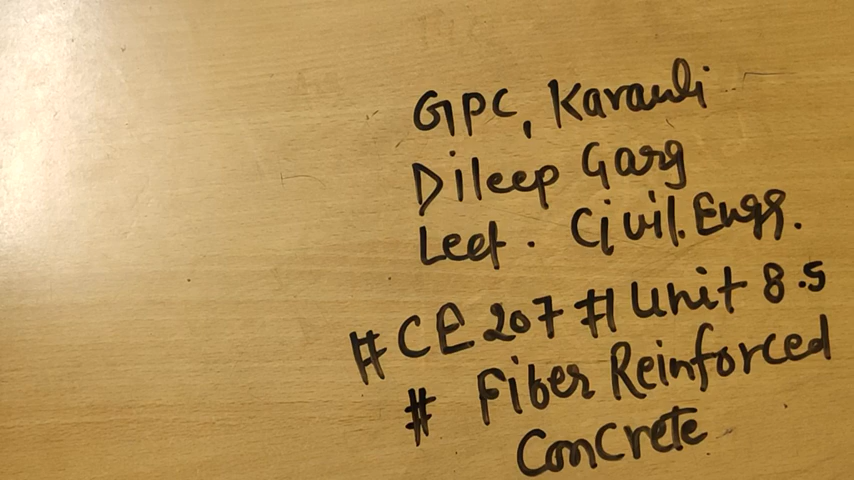 GPC, Karauli
Dileep Garg
Lect. Civil. Engg.
# CE 207 # Unit 8.5
# Fiber Reinforced
Concrete